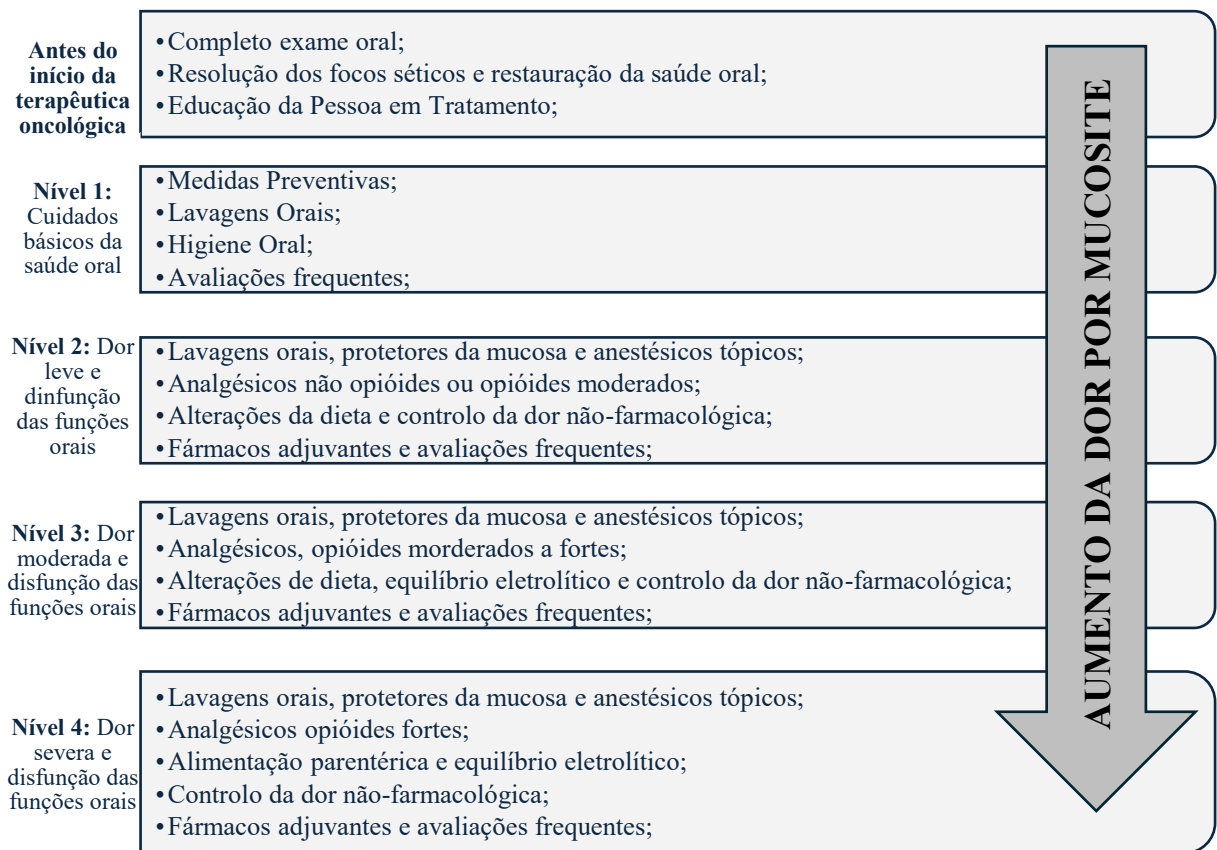 Antes do
início da
terapêutica
oncológica
•Completo exame oral;
•Resolução dos focos séticos e restauração da saúde oral;
•Educação da Pessoa em Tratamento;
Nível 1:
Cuidados
básicos da
saúde oral
•Medidas Preventivas;
•Lavagens Orais;
•Higiene Oral;
•Avaliações frequentes;
Nível 2: Dor
leve e
dinfunção
das funções
orais
•Lavagens orais, protetores da mucosa e anestésicos tópicos;
•Analgésicos não opióides ou opióides moderados;
•Alterações da dieta e controlo da dor não-farmacológica;
•Fármacos adjuvantes e avaliações frequentes;
Nível 3: Dor
moderada e
disfunção das
funções orais
•Lavagens orais, protetores da mucosa e anestésicos tópicos;
•Analgésicos, opióides morderados a fortes;
•Alterações de dieta, equilíbrio eletrolítico e controlo da dor não-farmacológica;
•Fármacos adjuvantes e avaliações frequentes;
Nível 4: Dor
severa e
disfunção das
funções orais
•Lavagens orais, protetores da mucosa e anestésicos tópicos;
•Analgésicos opióides fortes;
•Alimentação parentérica e equilíbrio eletrolítico;
•Controlo da dor não-farmacológica;
•Fármacos adjuvantes e avaliações frequentes;
AUMENTO DA DOR POR MUCOSITE